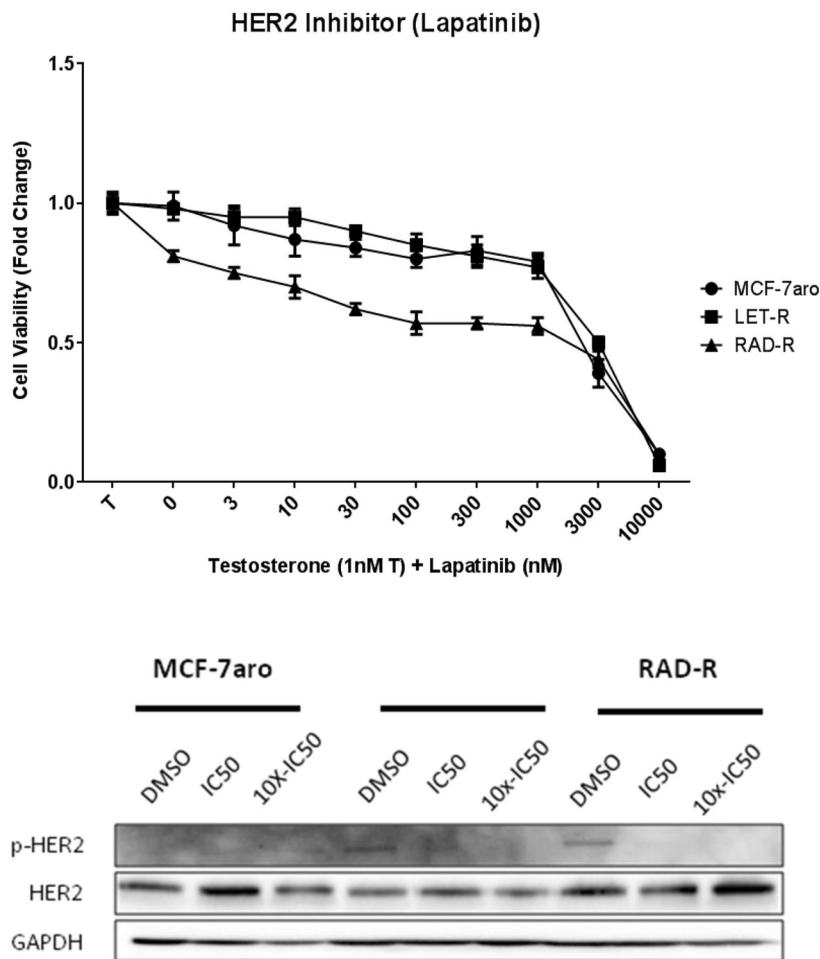 HER2 Inhibitor (Lapatinib)
1.5
1.0
0.5
0.0
Cell Viability (Fold Change)
T
0
3
10
30
100
300
1000
3000
10000
Testosterone (1nM T) + Lapatinib (nM)
MCF-7aro
LET-R
RAD-R
MCF-7aro
RAD-R
DMSO
IC50
10X-IC50
DMSO
IC50
10x-IC50
DMSO
IC50
10x-IC50
p-HER2
HER2
GAPDH